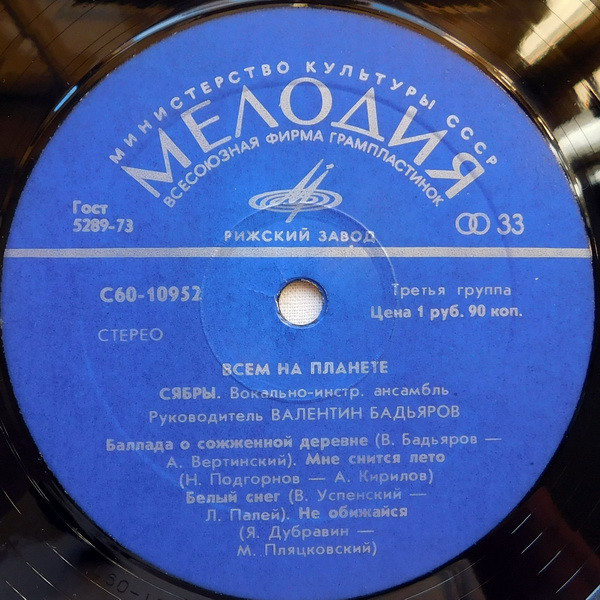 МИНИСТЕРСТВО КУЛЬТУРЫ СССР
МЕЛОДИЯ
ВСЕСОЮЗНАЯ ФИРМА ГРАМПЛАСТИНОК
Гост
5289-73
33
РИЖСКИЙ ЗАВОД
С60-10952
Третья группа
Цена 1 руб. 90 коп.
СТЕРЕО
ВСЕМ НА ПЛАНЕТЕ
СЯБРЫ. Вокально-инстр. ансамбль
Руководитель ВАЛЕНТИН БАДЬЯРОВ
Баллада о сожженной деревне (В. Бадьяров —
А. Вертинский). Мне снится лето
(Н. Подгорнов — А. Кирилов)
Белый снег (В. Успенский —
Л. Палей). Не обижайся
(Я. Дубравин —
М. Пляцковский)